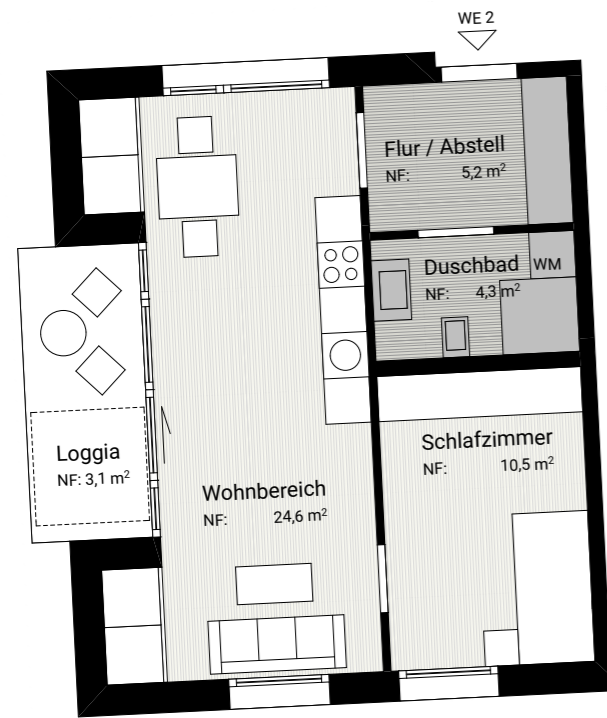 WE 2
Flur / Abstell
NF: 5,2 m²
Duschbad
WM
NF: 4,3 m²
Schlafzimmer
NF: 10,5 m²
Loggia
NF: 3,1 m²
Wohnbereich
NF: 24,6 m²